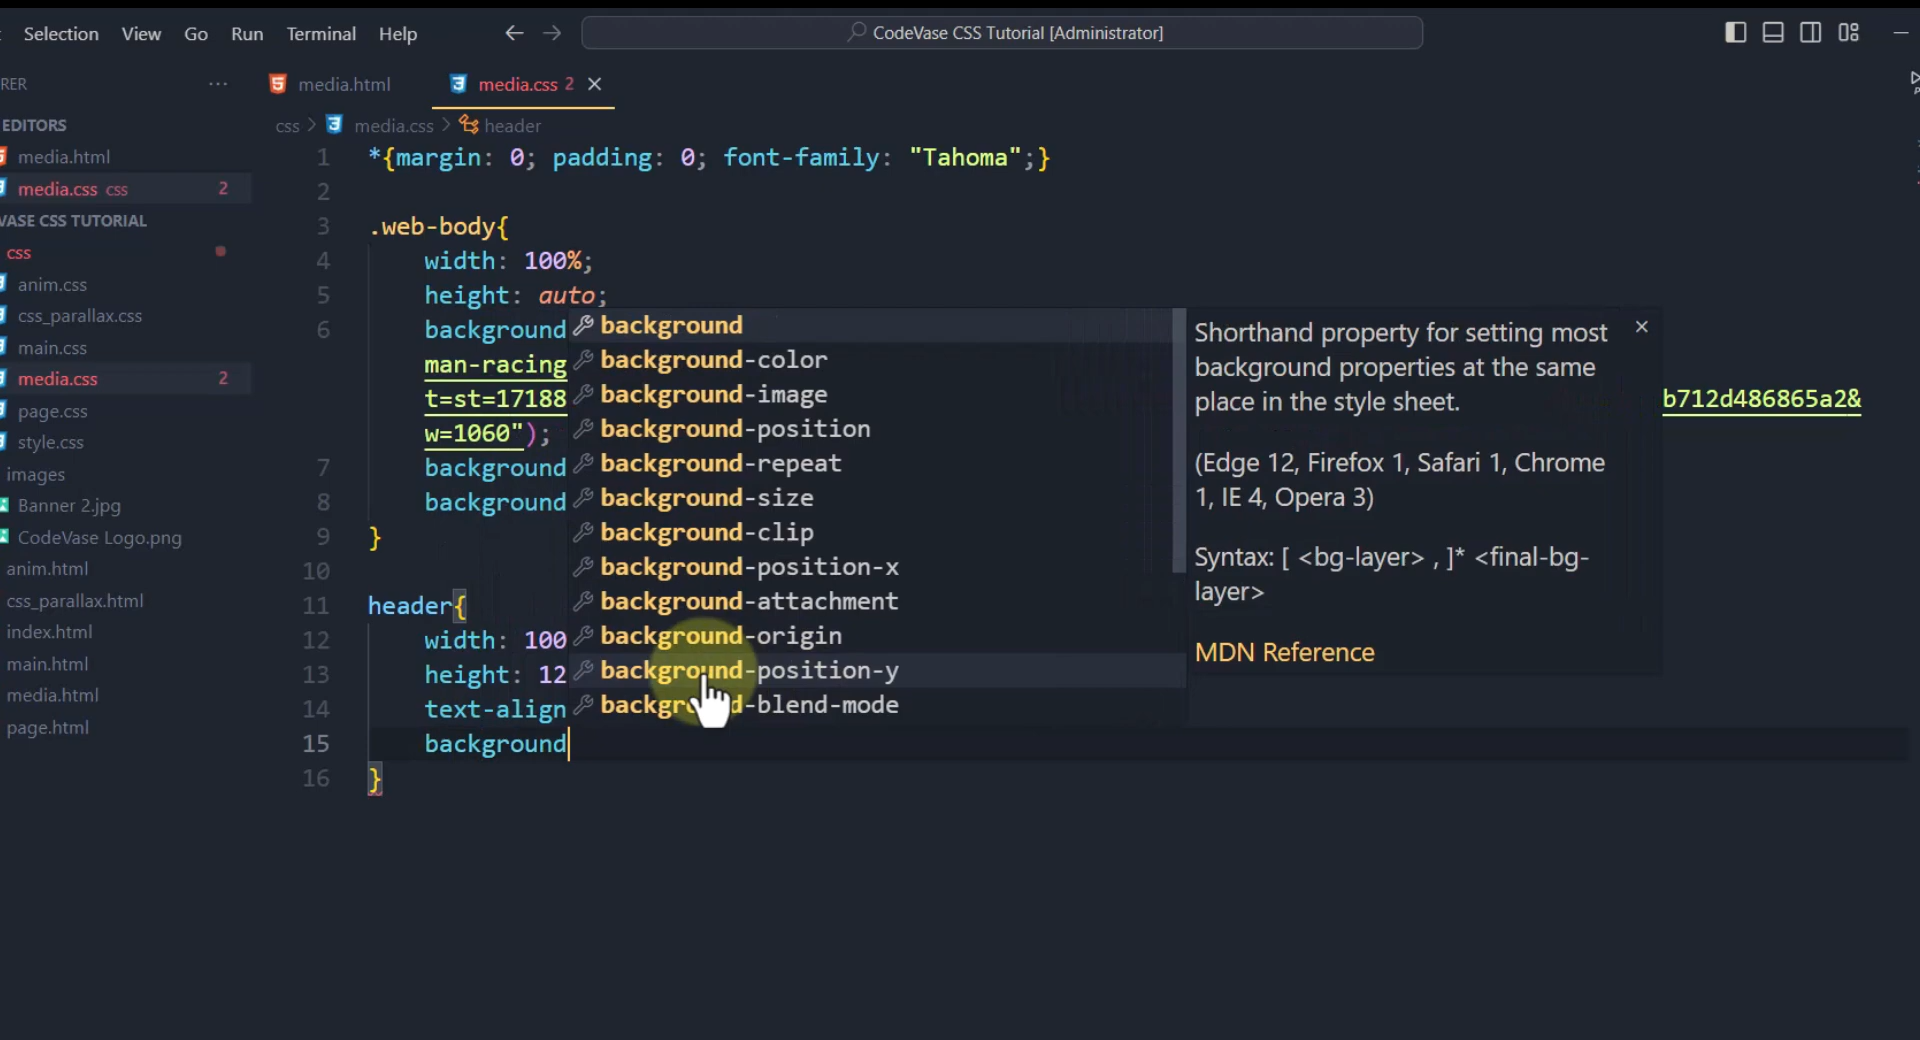 Selection View Go Run Terminal Help CodeVase CSS Tutorial [Administrator]
RER ... media.html media.css 2
EDITORS
css > media.css > header
media.html
media.css css 2
VASE CSS TUTORIAL
css
anim.css
css_parallax.css
main.css
media.css 2
page.css
style.css
images
Banner 2.jpg
CodeVase Logo.png
anim.html
css_parallax.html
index.html
main.html
media.html
page.html
1 *{margin: 0; padding: 0; font-family: "Tahoma";}
2
3 .web-body{
4 width: 100%;
5 height: auto;
6 background
man-racing
t=st=17188 b712d486865a2&
w=1060");
7 background
8 background
9 }
10
11 header{
12 width: 100
13 height: 12
14 text-align
15 background
16 }
background
background-color
background-image
background-position
background-repeat
background-size
background-clip
background-position-x
background-attachment
background-origin
background-position-y
background-blend-mode
Shorthand property for setting most
background properties at the same
place in the style sheet.
(Edge 12, Firefox 1, Safari 1, Chrome
1, IE 4, Opera 3)
Syntax: [ <bg-layer> , ]* <final-bg-
layer>
MDN Reference